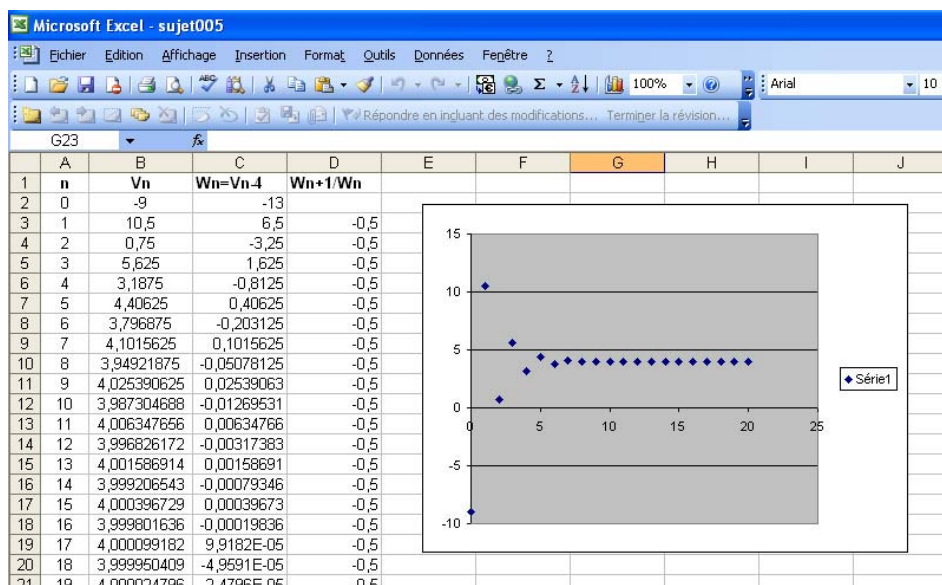 Microsoft Excel - sujet005
Fichier Edition Affichage Insertion Format Outils Données Fenêtre ?
Σ 100% Arial 10
Répondre en incluant des modifications... Terminer la révision...
G23 fx
A B C D E F G H I J
1 n Vn Wn=Vn-4 Wn+1/Wn
2 0 -9 -13
3 1 10,5 6,5 -0,5
4 2 0,75 -3,25 -0,5
5 3 5,625 1,625 -0,5
6 4 3,1875 -0,8125 -0,5
7 5 4,40625 0,40625 -0,5
8 6 3,796875 -0,203125 -0,5
9 7 4,1015625 0,1015625 -0,5
10 8 3,94921875 -0,05078125 -0,5
11 9 4,025390625 0,02539063 -0,5
12 10 3,987304688 -0,01269531 -0,5
13 11 4,006347656 0,00634766 -0,5
14 12 3,996826172 -0,00317383 -0,5
15 13 4,001586914 0,00158691 -0,5
16 14 3,999206543 -0,00079346 -0,5
17 15 4,000396729 0,00039673 -0,5
18 16 3,999801636 -0,00019836 -0,5
19 17 4,000099182 9,9182E-05 -0,5
20 18 3,999950409 -4,9591E-05 -0,5
21 19 4,000024796 2,4796E-05 -0,5
15
10
5
0
0 5 10 15 20 25
-5
-10
Série1